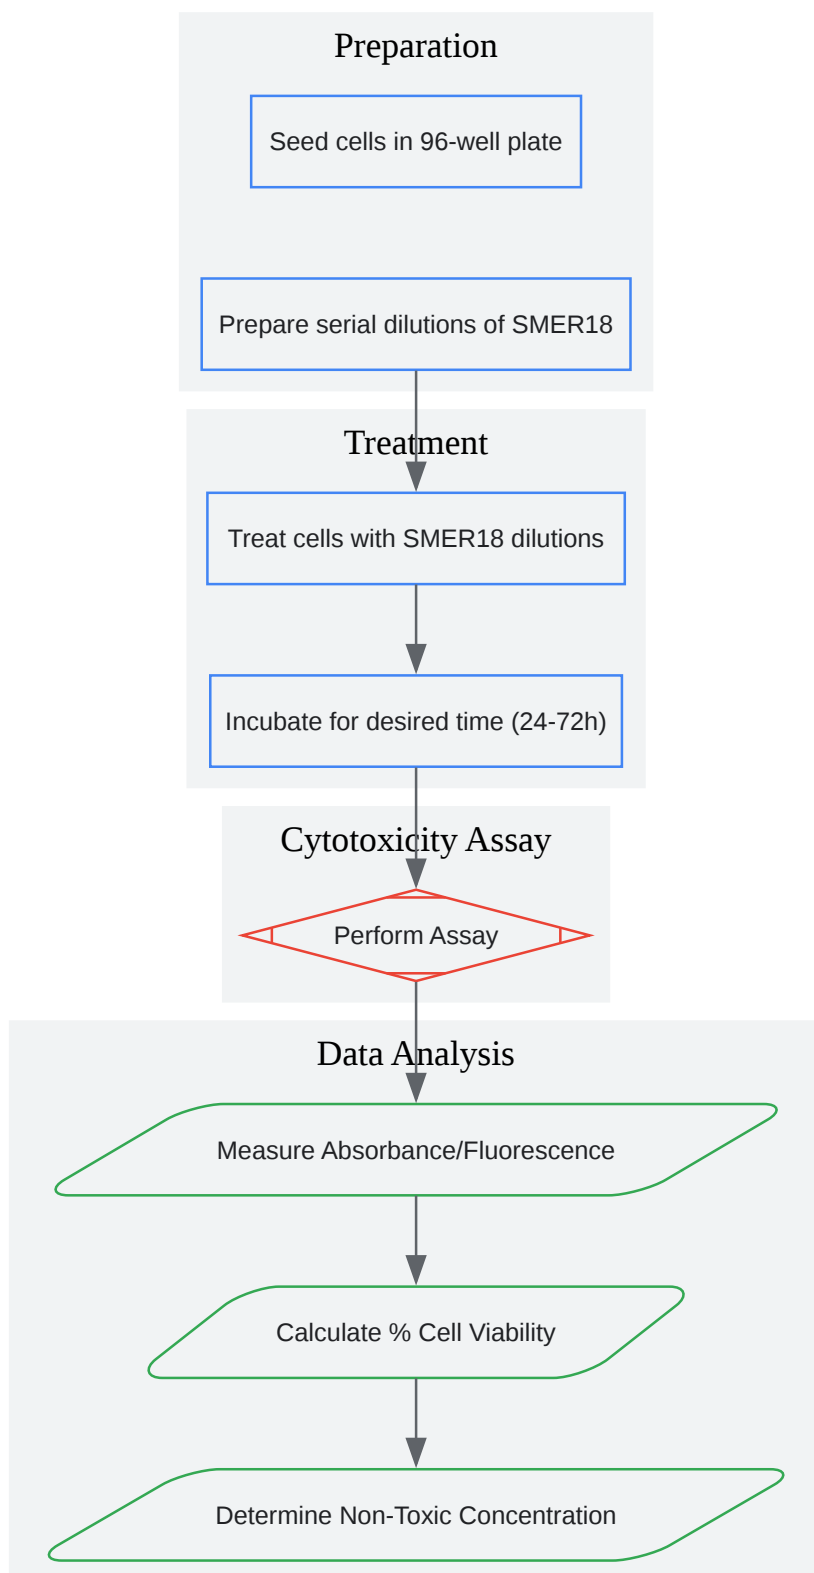 Preparation
Seed cells in 96-well plate
Prepare serial dilutions of SMER18
Treatment
Treat cells with SMER18 dilutions
Incubate for desired time (24-72h)
Cytotoxicity Assay
Perform Assay
Data Analysis
Measure Absorbance/Fluorescence
Calculate % Cell Viability
Determine Non-Toxic Concentration